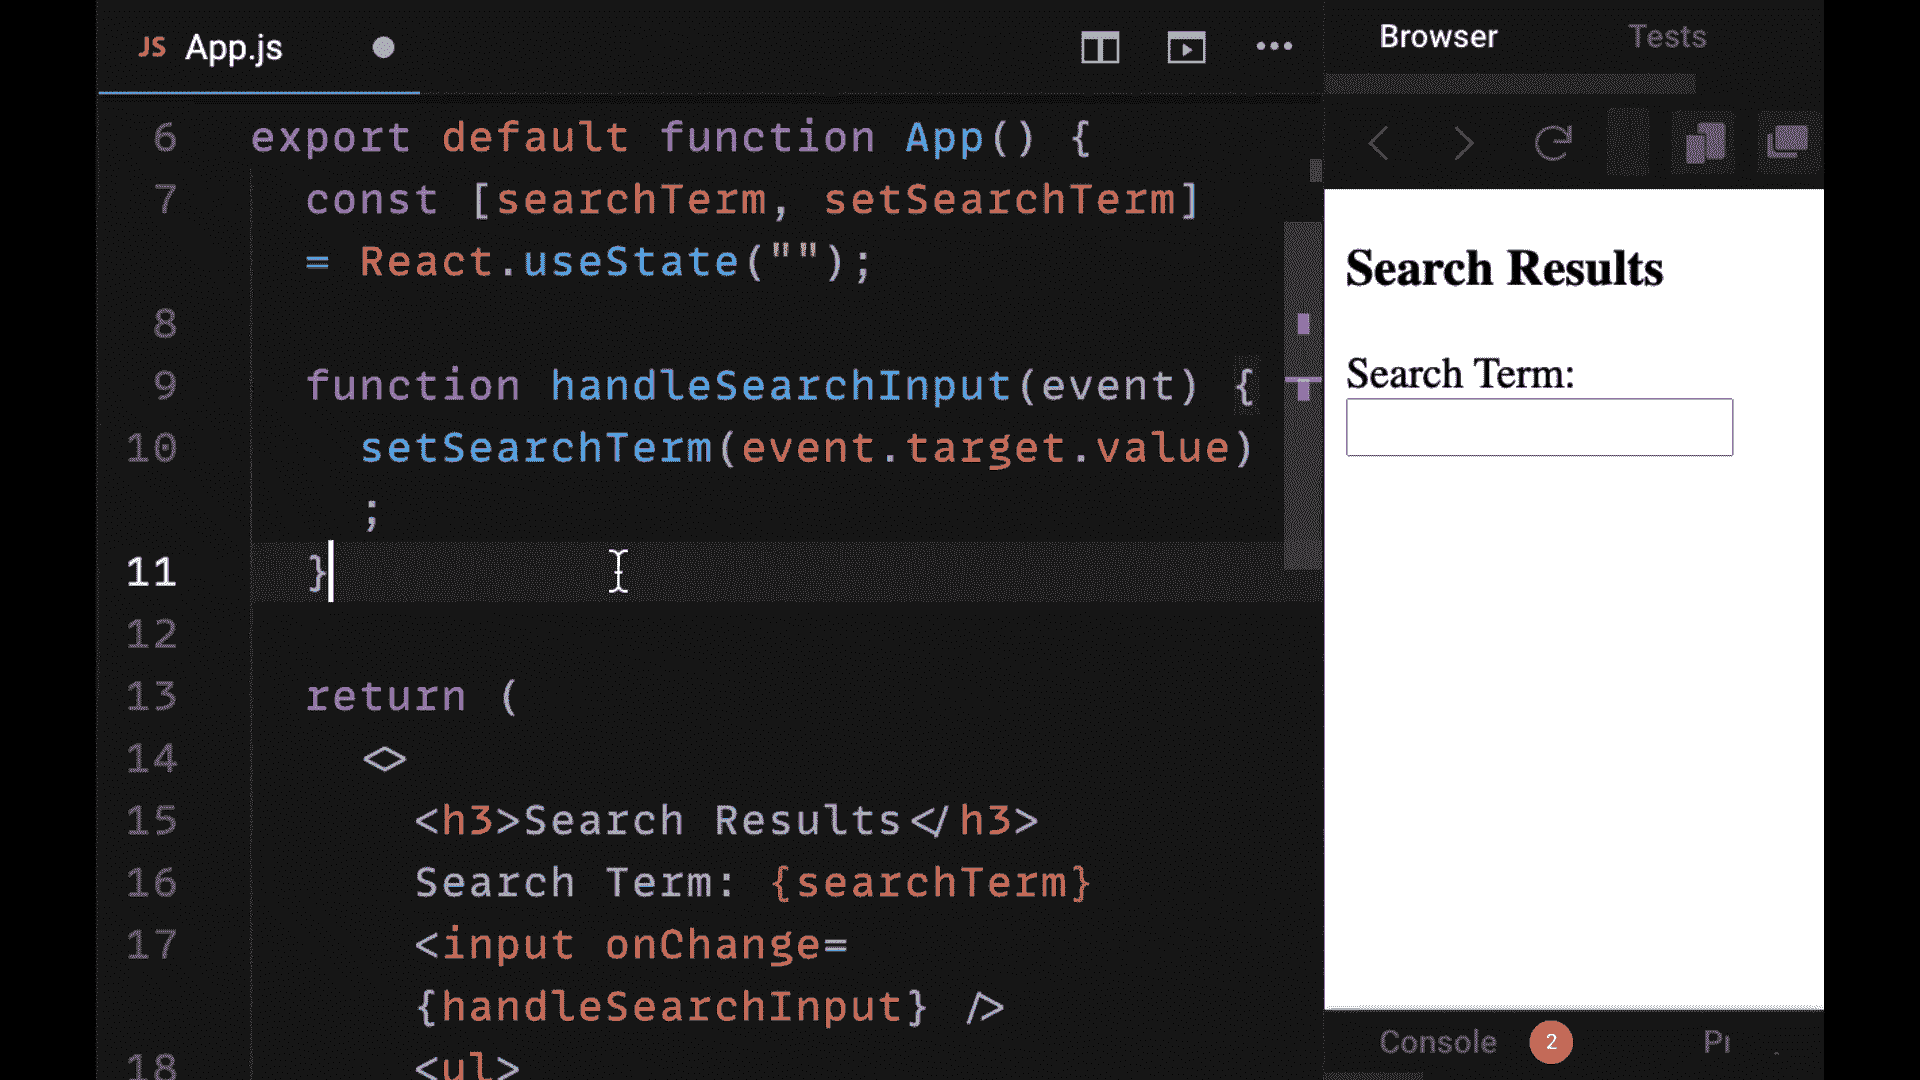 JS App.js
6 export default function App() {
7 const [searchTerm, setSearchTerm]
= React.useState("");
8
9 function handleSearchInput(event) {
10 setSearchTerm(event.target.value)
;
11 }
12
13 return (
14 <>
15 <h3>Search Results</h3>
16 Search Term: {searchTerm}
17 <input onChange=
{handleSearchInput} />
18 <ul>
Browser Tests
Search Results
Search Term:
Console 2